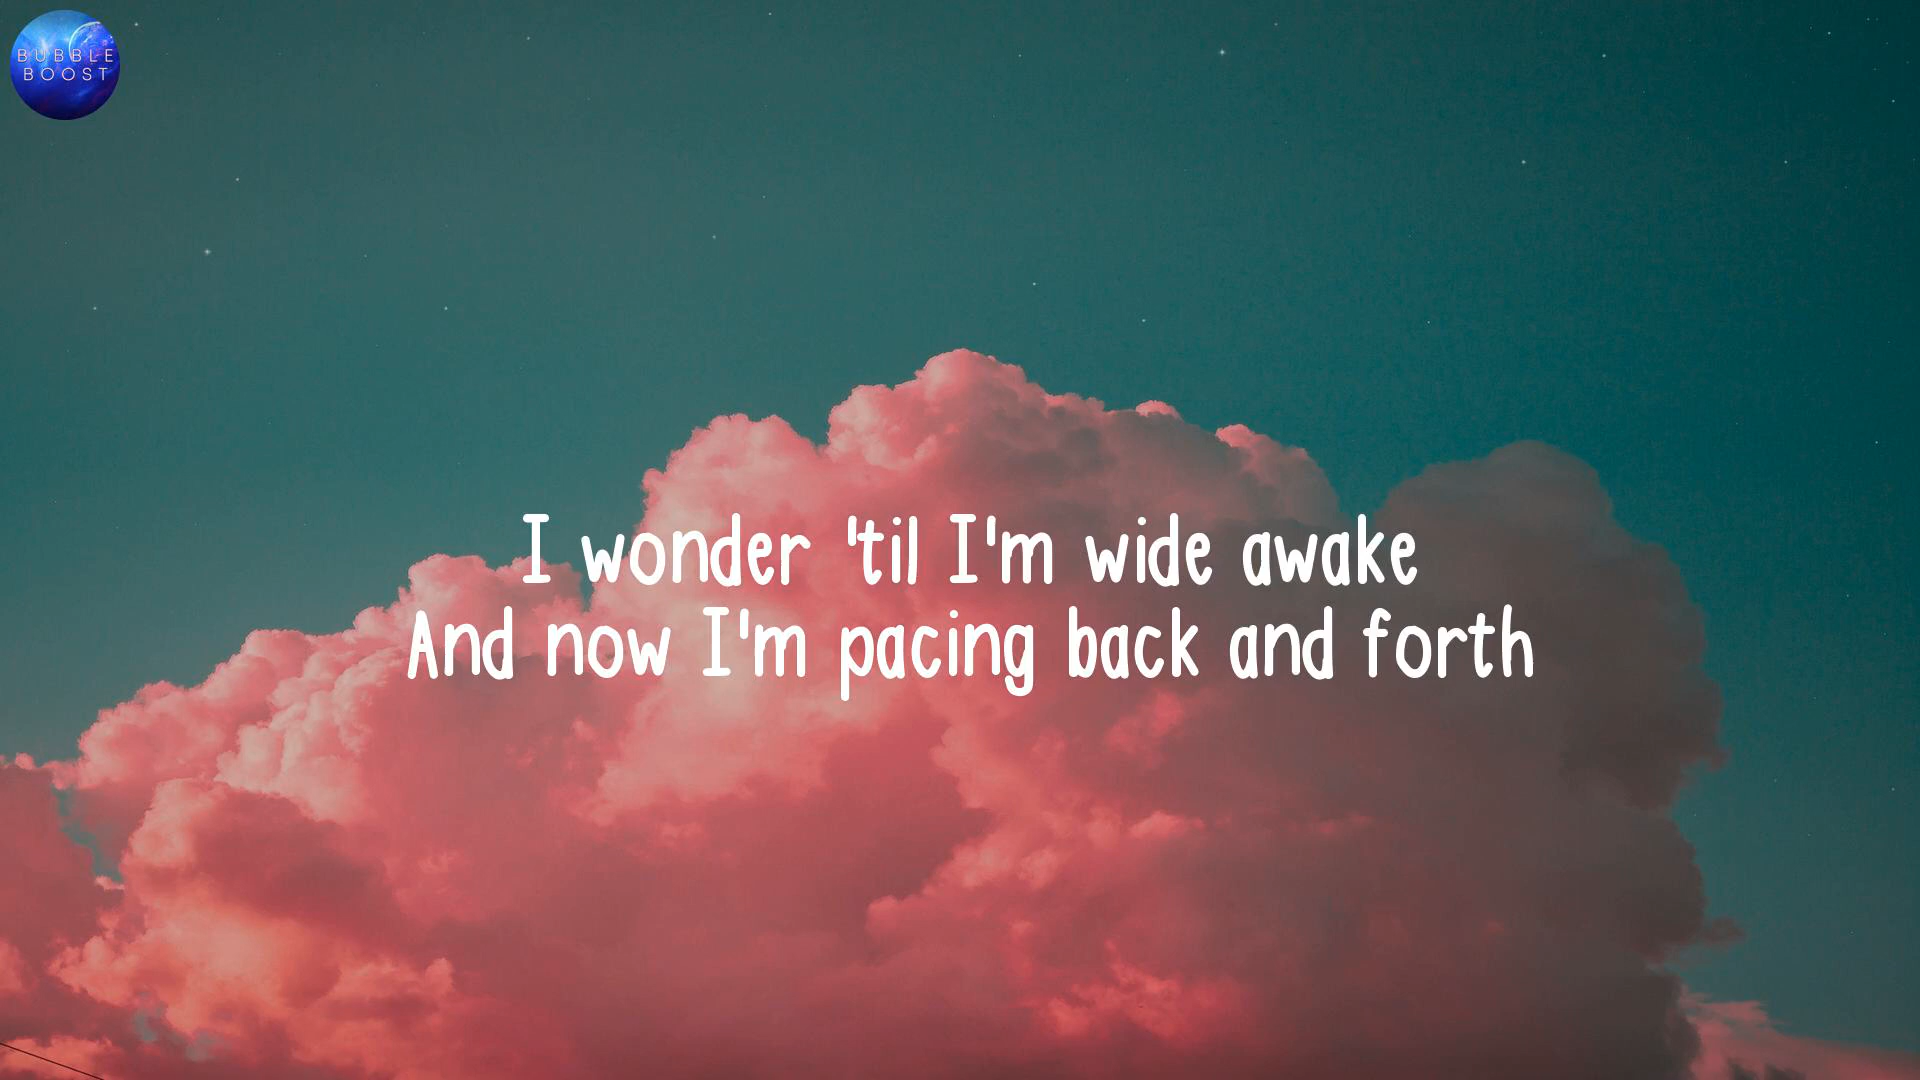 BUBBLE
BOOST
I wonder 'til I'm wide awake
And now I'm pacing back and forth